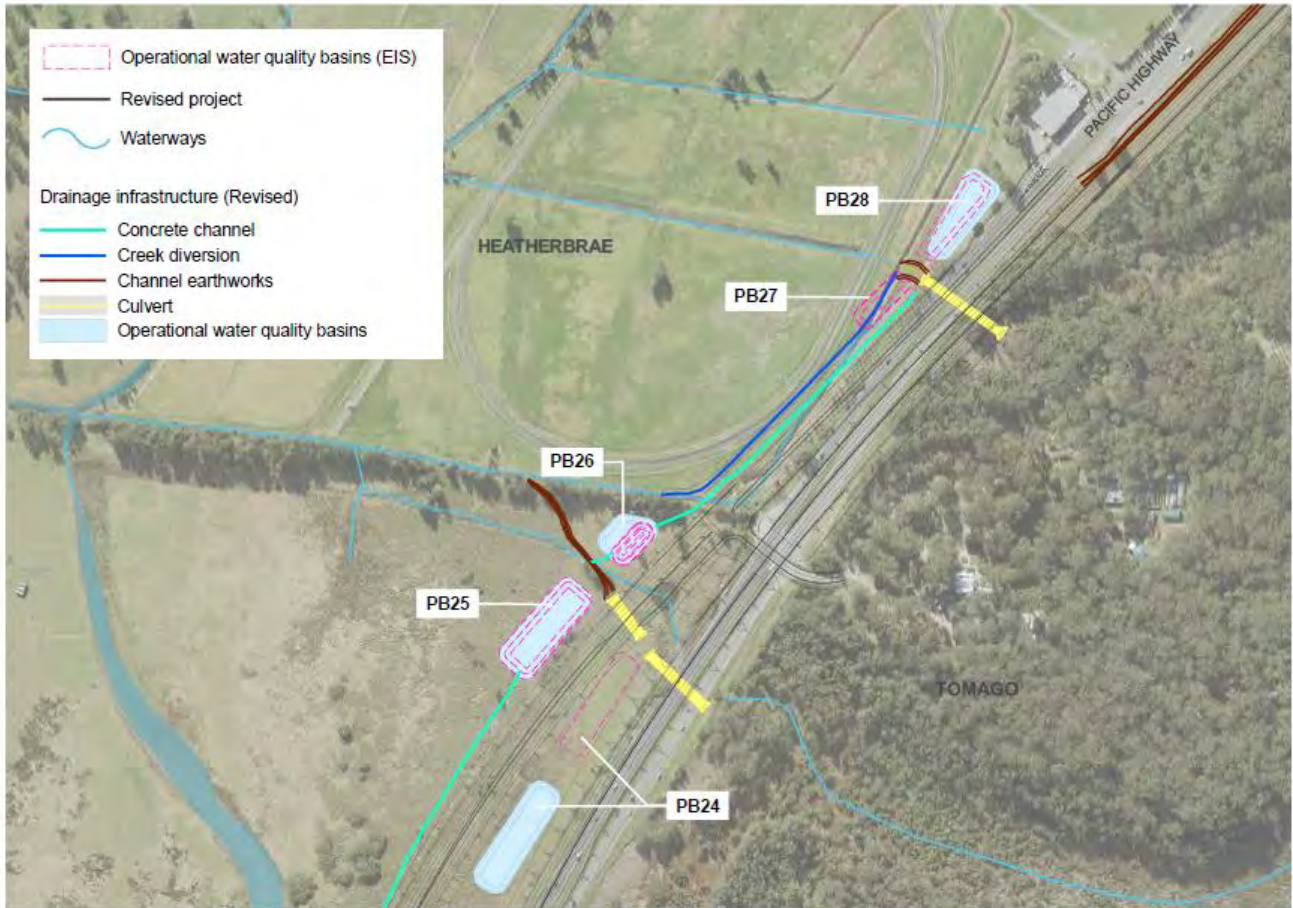 Operational water quality basins (EIS)
Revised project
Waterways
Drainage infrastructure (Revised)
Concrete channel
Creek diversion
Channel earthworks
Culvert
Operational water quality basins
PACIFIC HIGHWAY
PB28
HEATHERBRAE
PB27
PB26
PB25
TOMAGO
PB24